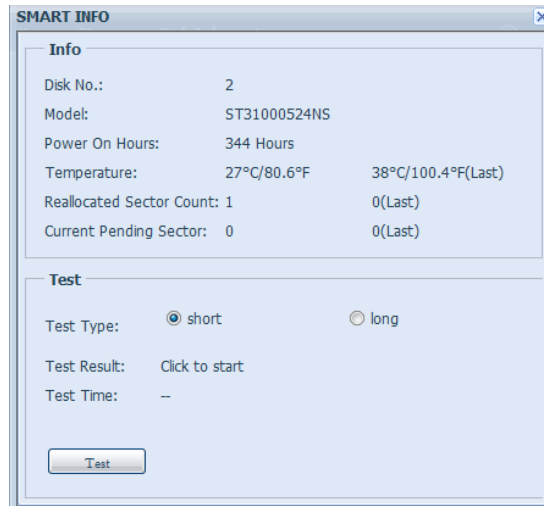 SMART INFO
Info
Disk No.: 2
Model: ST31000524NS
Power On Hours: 344 Hours
Temperature: 27°C/80.6°F 38°C/100.4°F(Last)
Reallocated Sector Count: 1 0(Last)
Current Pending Sector: 0 0(Last)
Test
Test Type: short long
Test Result: Click to start
Test Time: --
Test